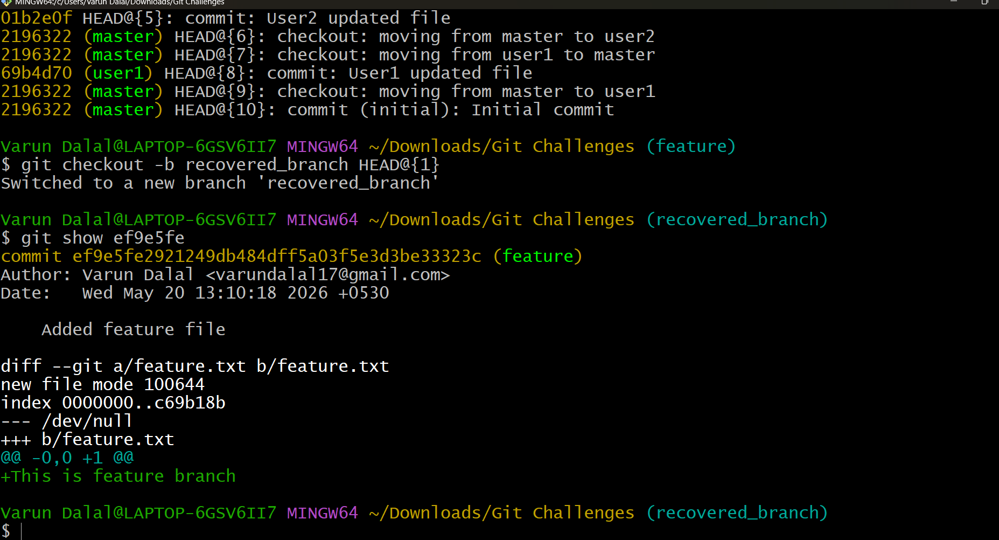 MINGW64:/c/Users/Varun Dalal/Downloads/Git Challenges
01b2e0f HEAD@{5}: commit: User2 updated file
2196322 (master) HEAD@{6}: checkout: moving from master to user2
2196322 (master) HEAD@{7}: checkout: moving from user1 to master
69b4d70 (user1) HEAD@{8}: commit: User1 updated file
2196322 (master) HEAD@{9}: checkout: moving from master to user1
2196322 (master) HEAD@{10}: commit (initial): Initial commit
Varun Dalal@LAPTOP-6GSV6II7 MINGW64 ~/Downloads/Git Challenges (feature)
$ git checkout -b recovered_branch HEAD@{1}
Switched to a new branch 'recovered_branch'
Varun Dalal@LAPTOP-6GSV6II7 MINGW64 ~/Downloads/Git Challenges (recovered_branch)
$ git show ef9e5fe
commit ef9e5fe2921249db484dff5a03f5e3d3be33323c (feature)
Author: Varun Dalal <varundalal17@gmail.com>
Date:   Wed May 20 13:10:18 2026 +0530
    Added feature file
diff --git a/feature.txt b/feature.txt
new file mode 100644
index 0000000..c69b18b
--- /dev/null
+++ b/feature.txt
@@ -0,0 +1 @@
+This is feature branch
Varun Dalal@LAPTOP-6GSV6II7 MINGW64 ~/Downloads/Git Challenges (recovered_branch)
$